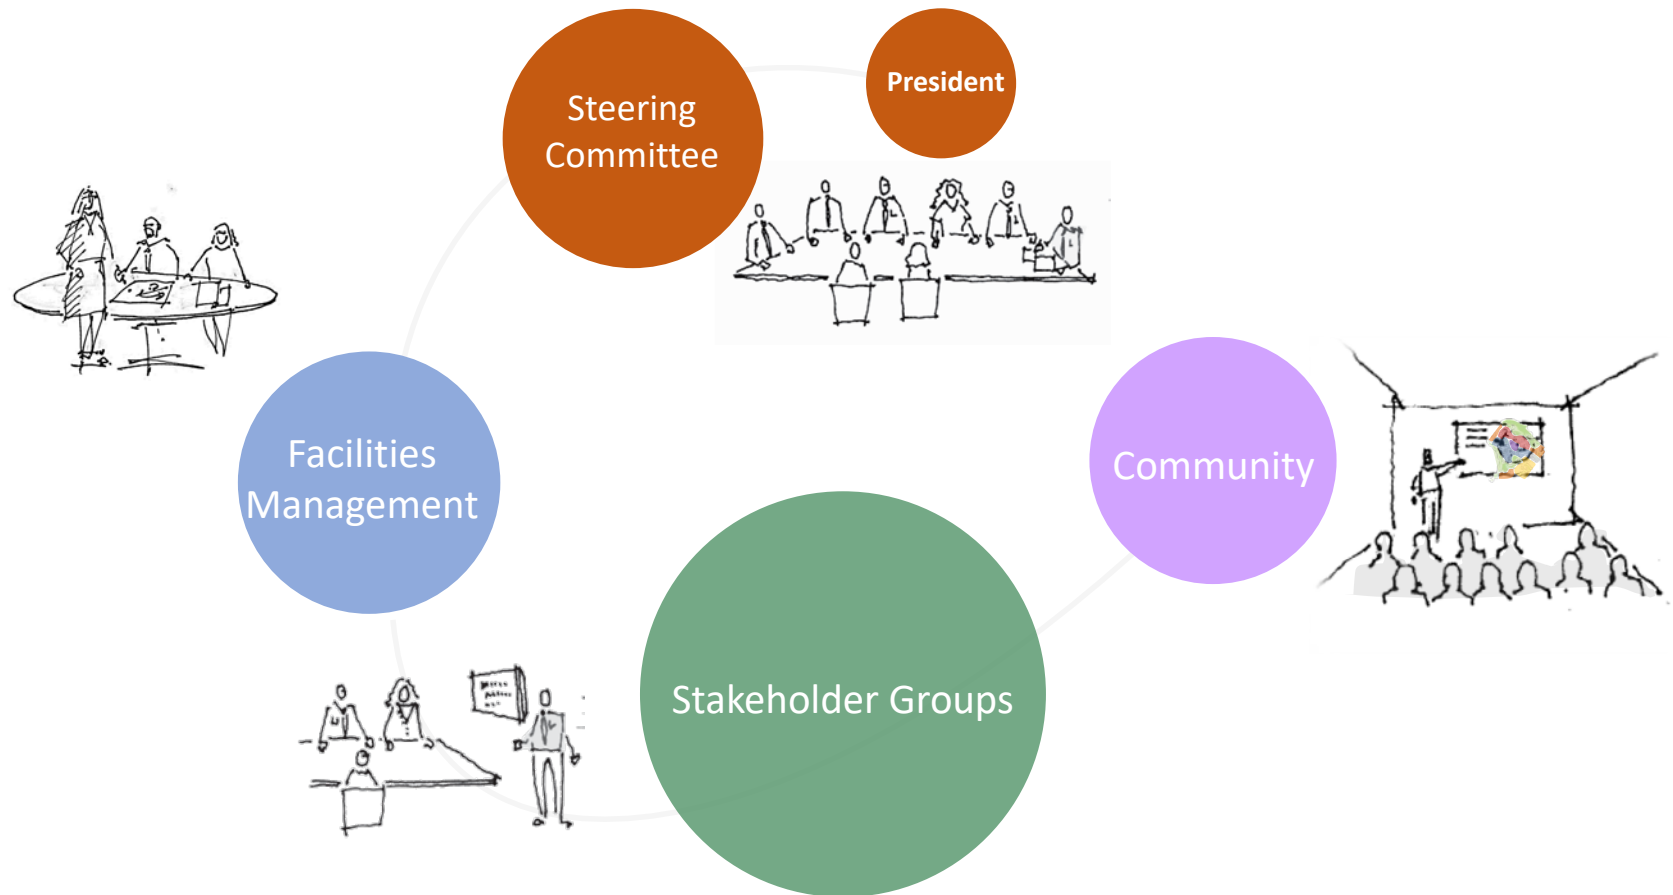 President
Steering
Committee
Facilities
Management
Community
Stakeholder Groups